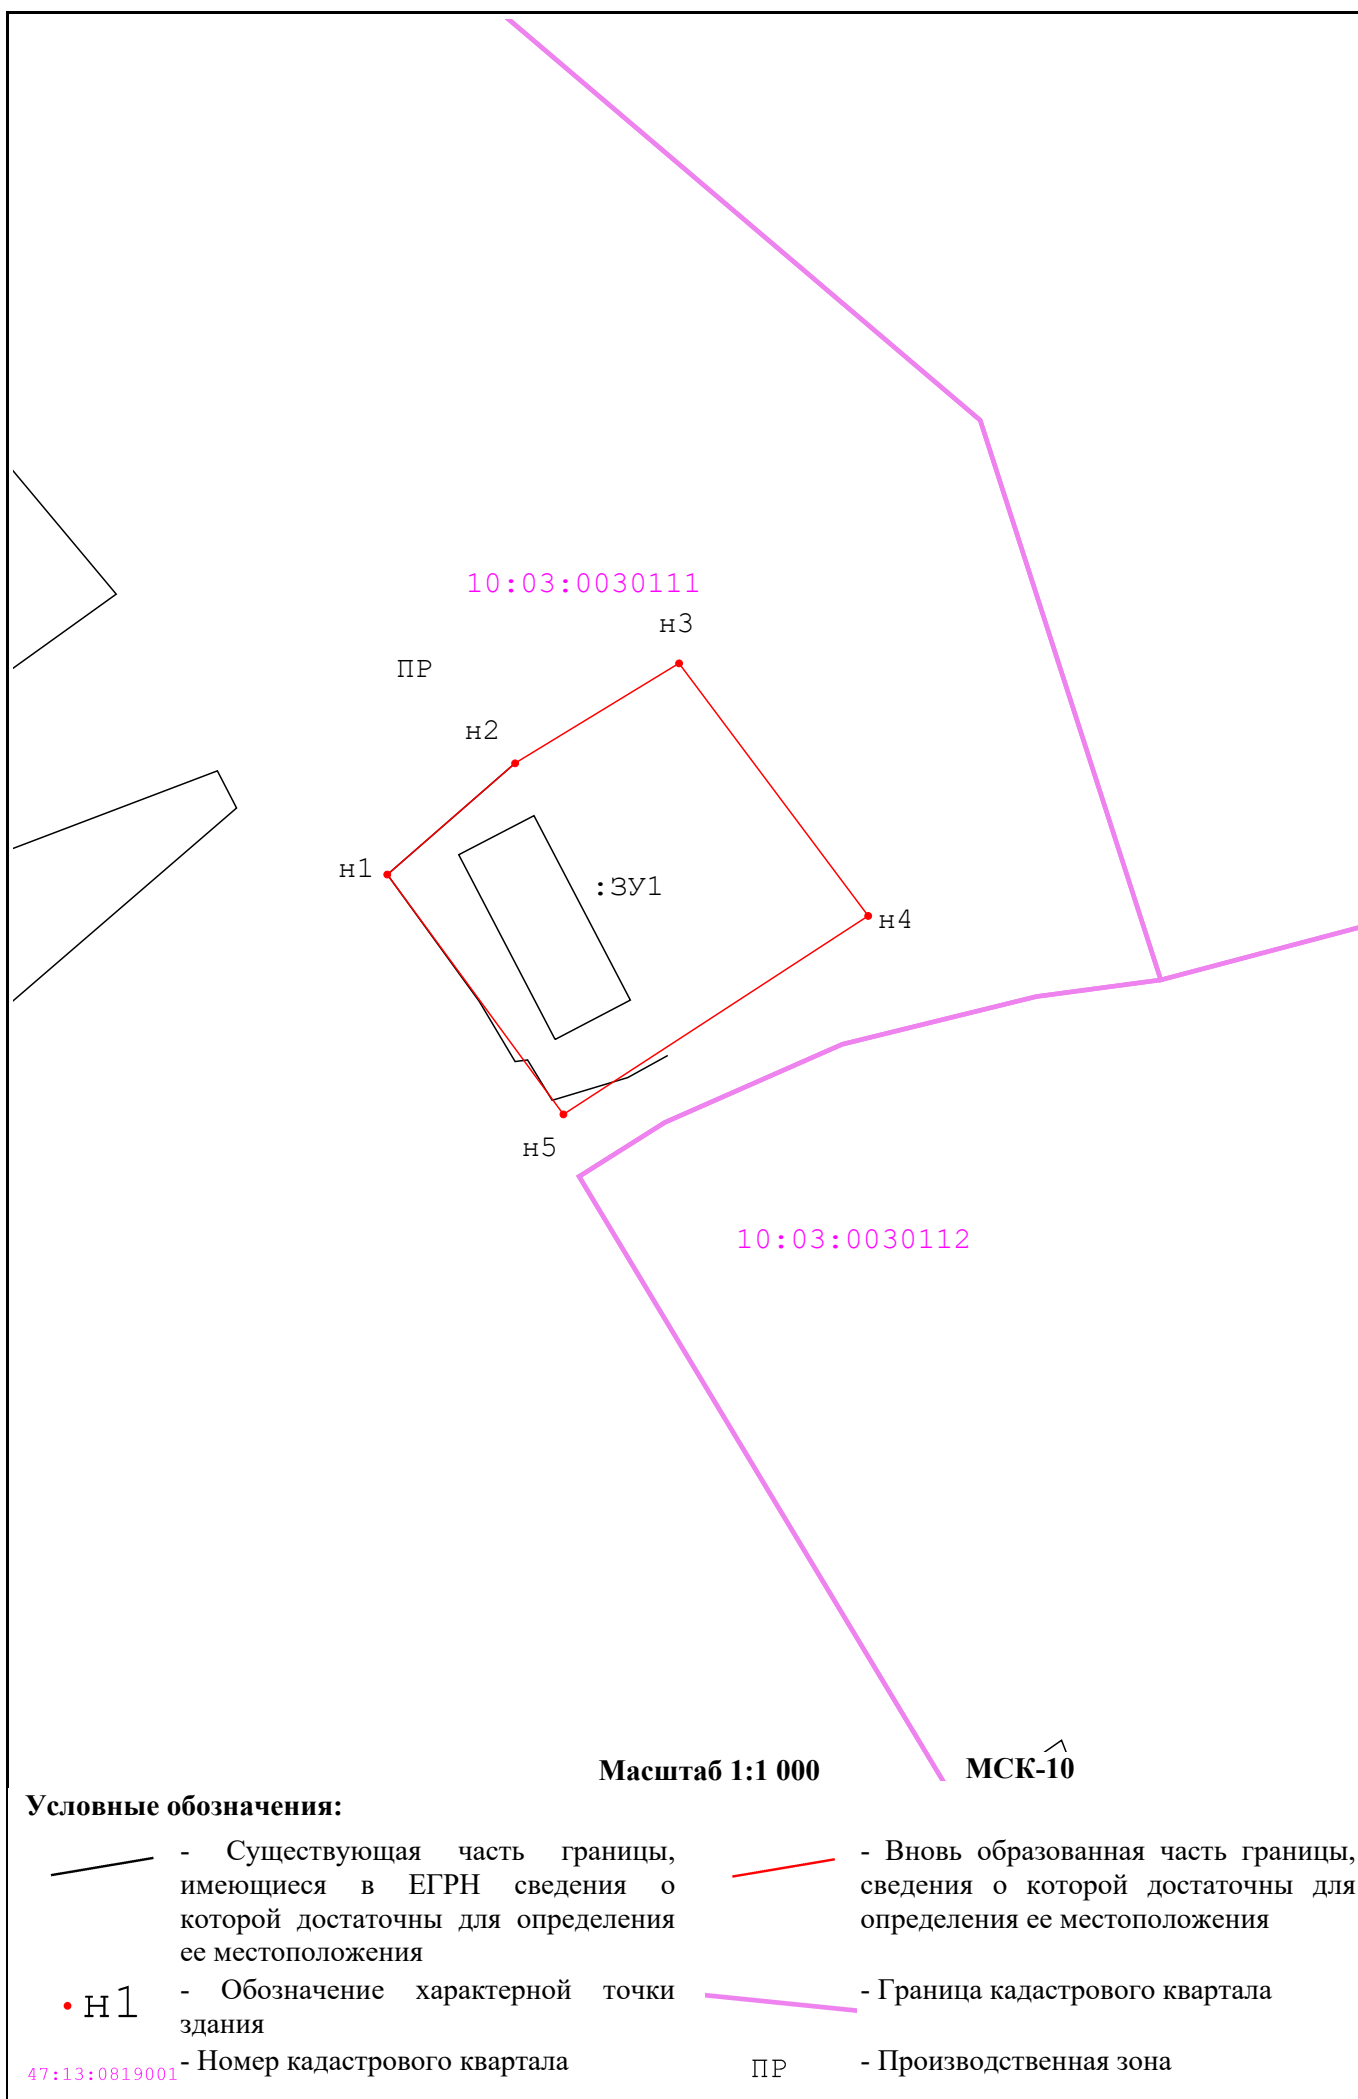 10:03:0030111
н3
ПР
н2
н1
:ЗУ1
н4
н5
10:03:0030112
Масштаб 1:1 000
МСК-10
Условные обозначения:
- Существующая часть границы,
имеющиеся в ЕГРН сведения о
которой достаточны для определения
ее местоположения
- Вновь образованная часть границы,
сведения о которой достаточны для
определения ее местоположения
н1
- Обозначение характерной точки
здания
- Граница кадастрового квартала
47:13:0819001
- Номер кадастрового квартала
ПР
- Производственная зона